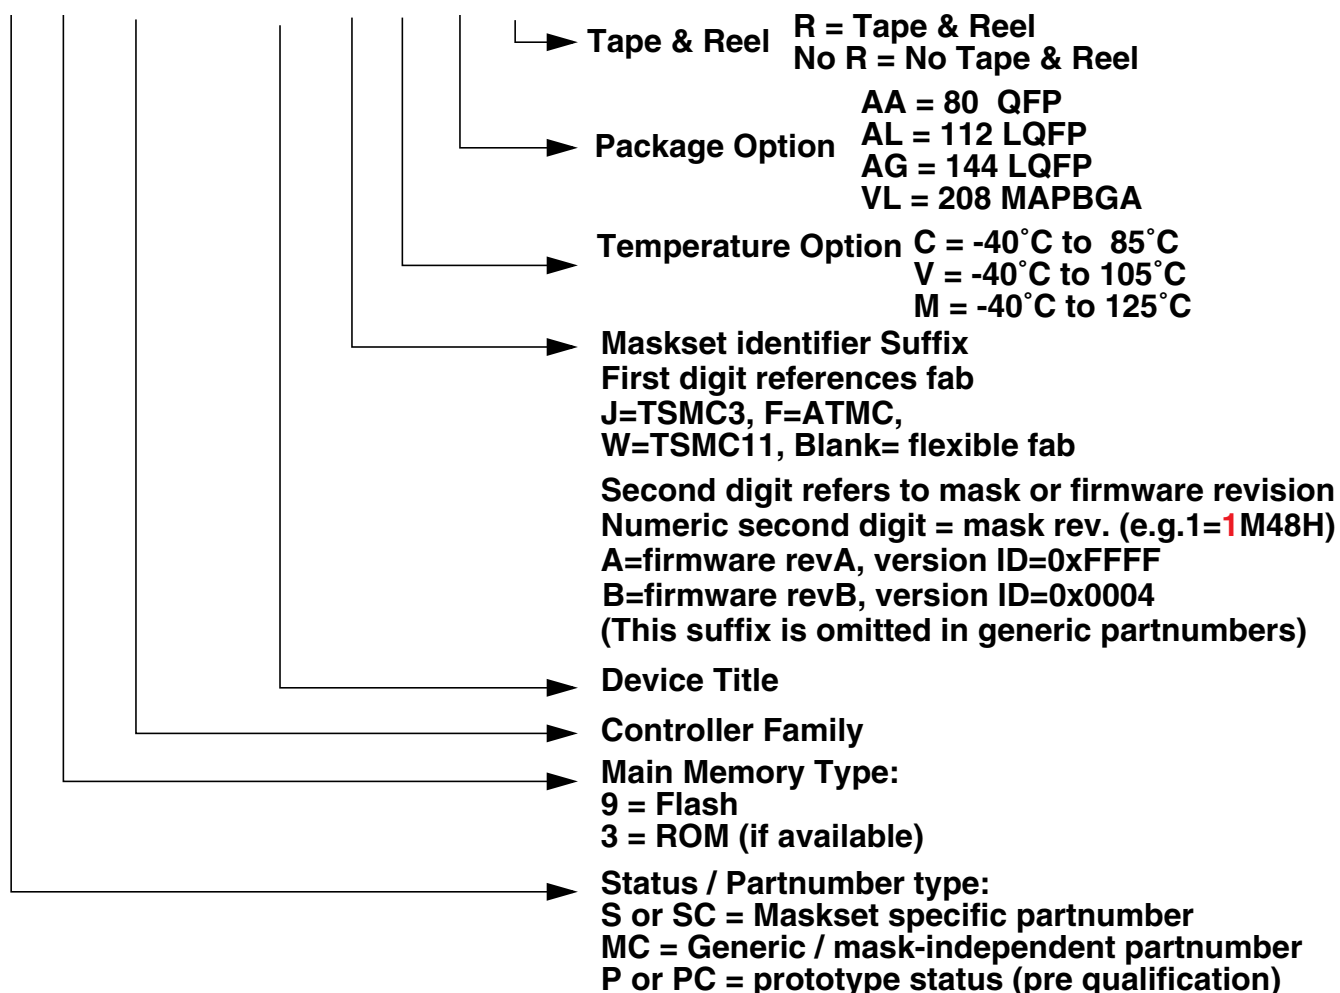 Tape & Reel
R = Tape & Reel
No R = No Tape & Reel
Package Option
AA = 80 QFP
AL = 112 LQFP
AG = 144 LQFP
VL = 208 MAPBGA
Temperature Option
C = -40˚C to 85˚C
V = -40˚C to 105˚C
M = -40˚C to 125˚C
Maskset identifier Suffix
First digit references fab
J=TSMC3, F=ATMC,
W=TSMC11, Blank= flexible fab
Second digit refers to mask or firmware revision
Numeric second digit = mask rev. (e.g.1=1M48H)
A=firmware revA, version ID=0xFFFF
B=firmware revB, version ID=0x0004
(This suffix is omitted in generic partnumbers)
Device Title
Controller Family
Main Memory Type:
9 = Flash
3 = ROM (if available)
Status / Partnumber type:
S or SC = Maskset specific partnumber
MC = Generic / mask-independent partnumber
P or PC = prototype status (pre qualification)